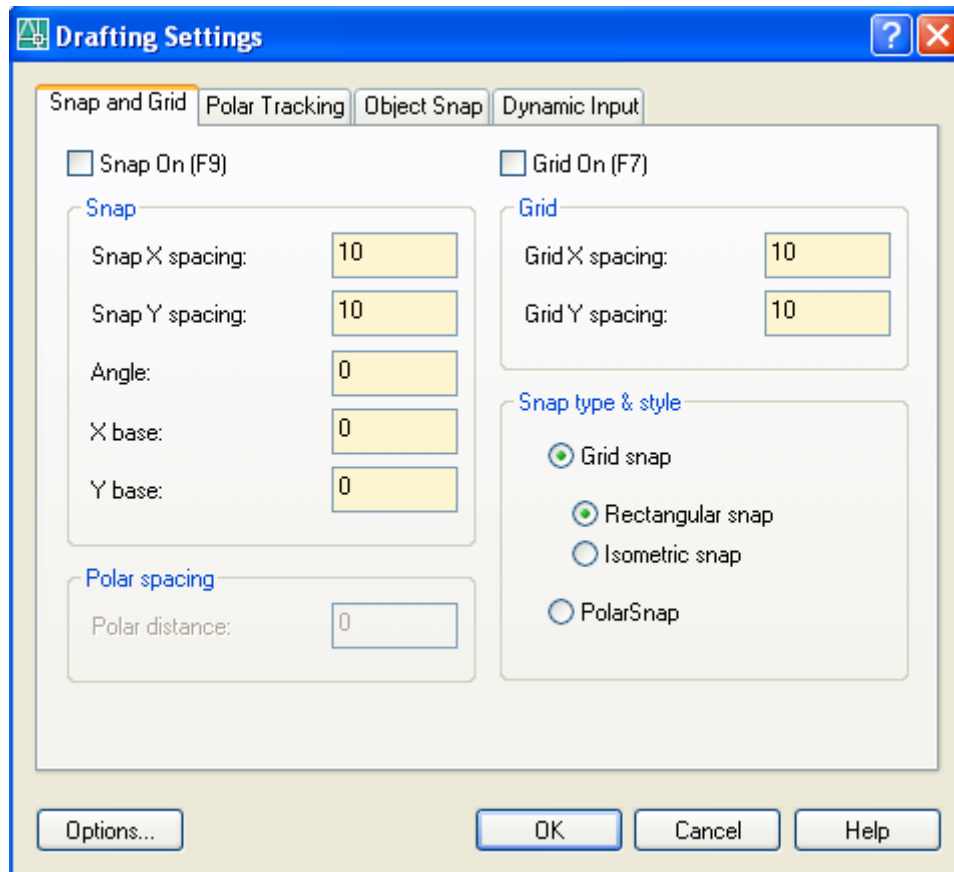 Drafting Settings
Snap and Grid
Polar Tracking
Object Snap
Dynamic Input
Snap On (F9)
Snap
Snap X spacing: 10
Snap Y spacing: 10
Angle: 0
X base: 0
Y base: 0
Polar spacing
Polar distance: 0
Grid On (F7)
Grid
Grid X spacing: 10
Grid Y spacing: 10
Snap type & style
Grid snap
Rectangular snap
Isometric snap
PolarSnap
Options...
OK
Cancel
Help